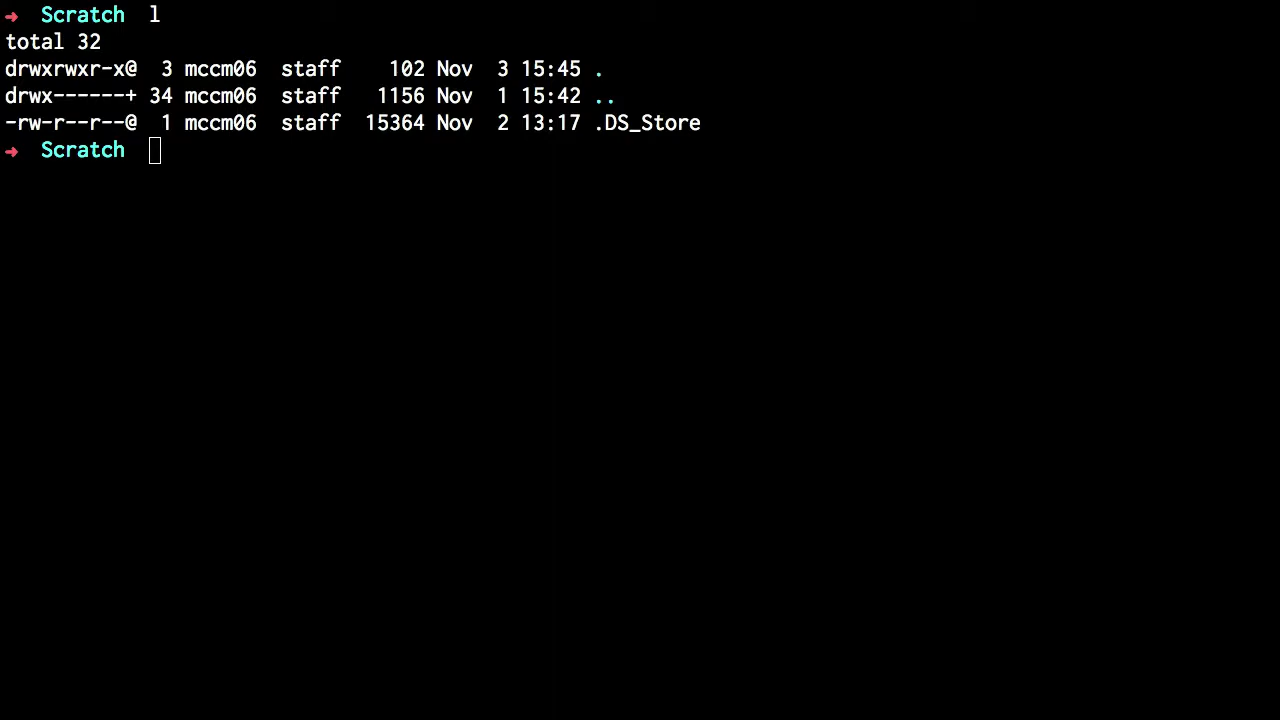 ➜  Scratch  l
total 32
drwxrwxr-x@  3 mccm06  staff    102 Nov  3 15:45 .
drwx------+ 34 mccm06  staff   1156 Nov  1 15:42 ..
-rw-r--r--@  1 mccm06  staff  15364 Nov  2 13:17 .DS_Store
➜  Scratch